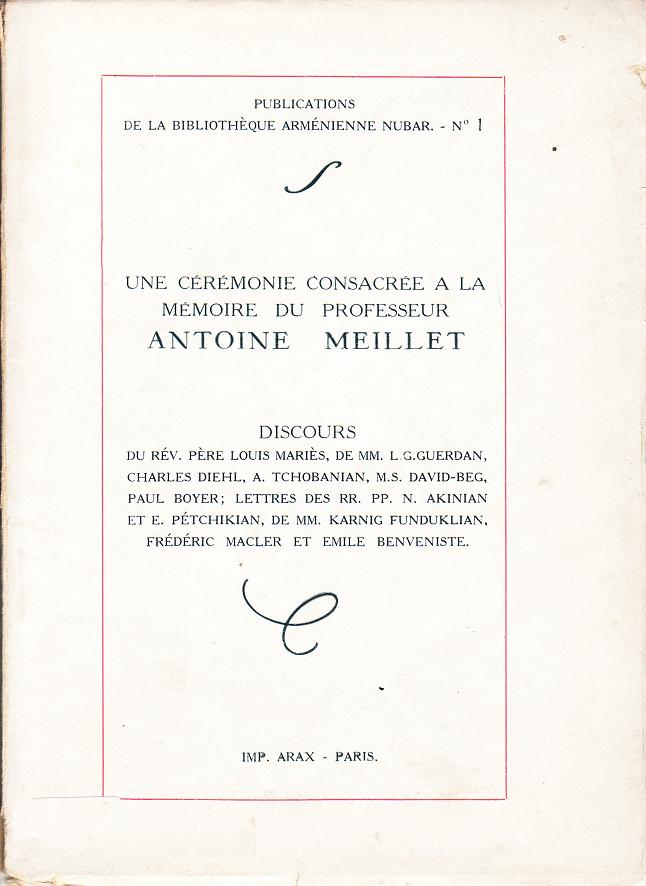 PUBLICATIONS
DE LA BIBLIOTHÈQUE ARMÉNIENNE NUBAR. - Nº 1
UNE CÉRÉMONIE CONSACRÉE A LA
MÉMOIRE DU PROFESSEUR
ANTOINE MEILLET
DISCOURS
DU RÉV. PÈRE LOUIS MARIÈS, DE MM. L.G.GUERDAN,
CHARLES DIEHL, A. TCHOBANIAN, M.S. DAVID-BEG,
PAUL BOYER; LETTRES DES RR. PP. N. AKINIAN
ET E. PÉTCHIKIAN, DE MM. KARNIG FUNDUKLIAN,
FRÉDÉRIC MACLER ET EMILE BENVENISTE.
IMP. ARAX - PARIS.